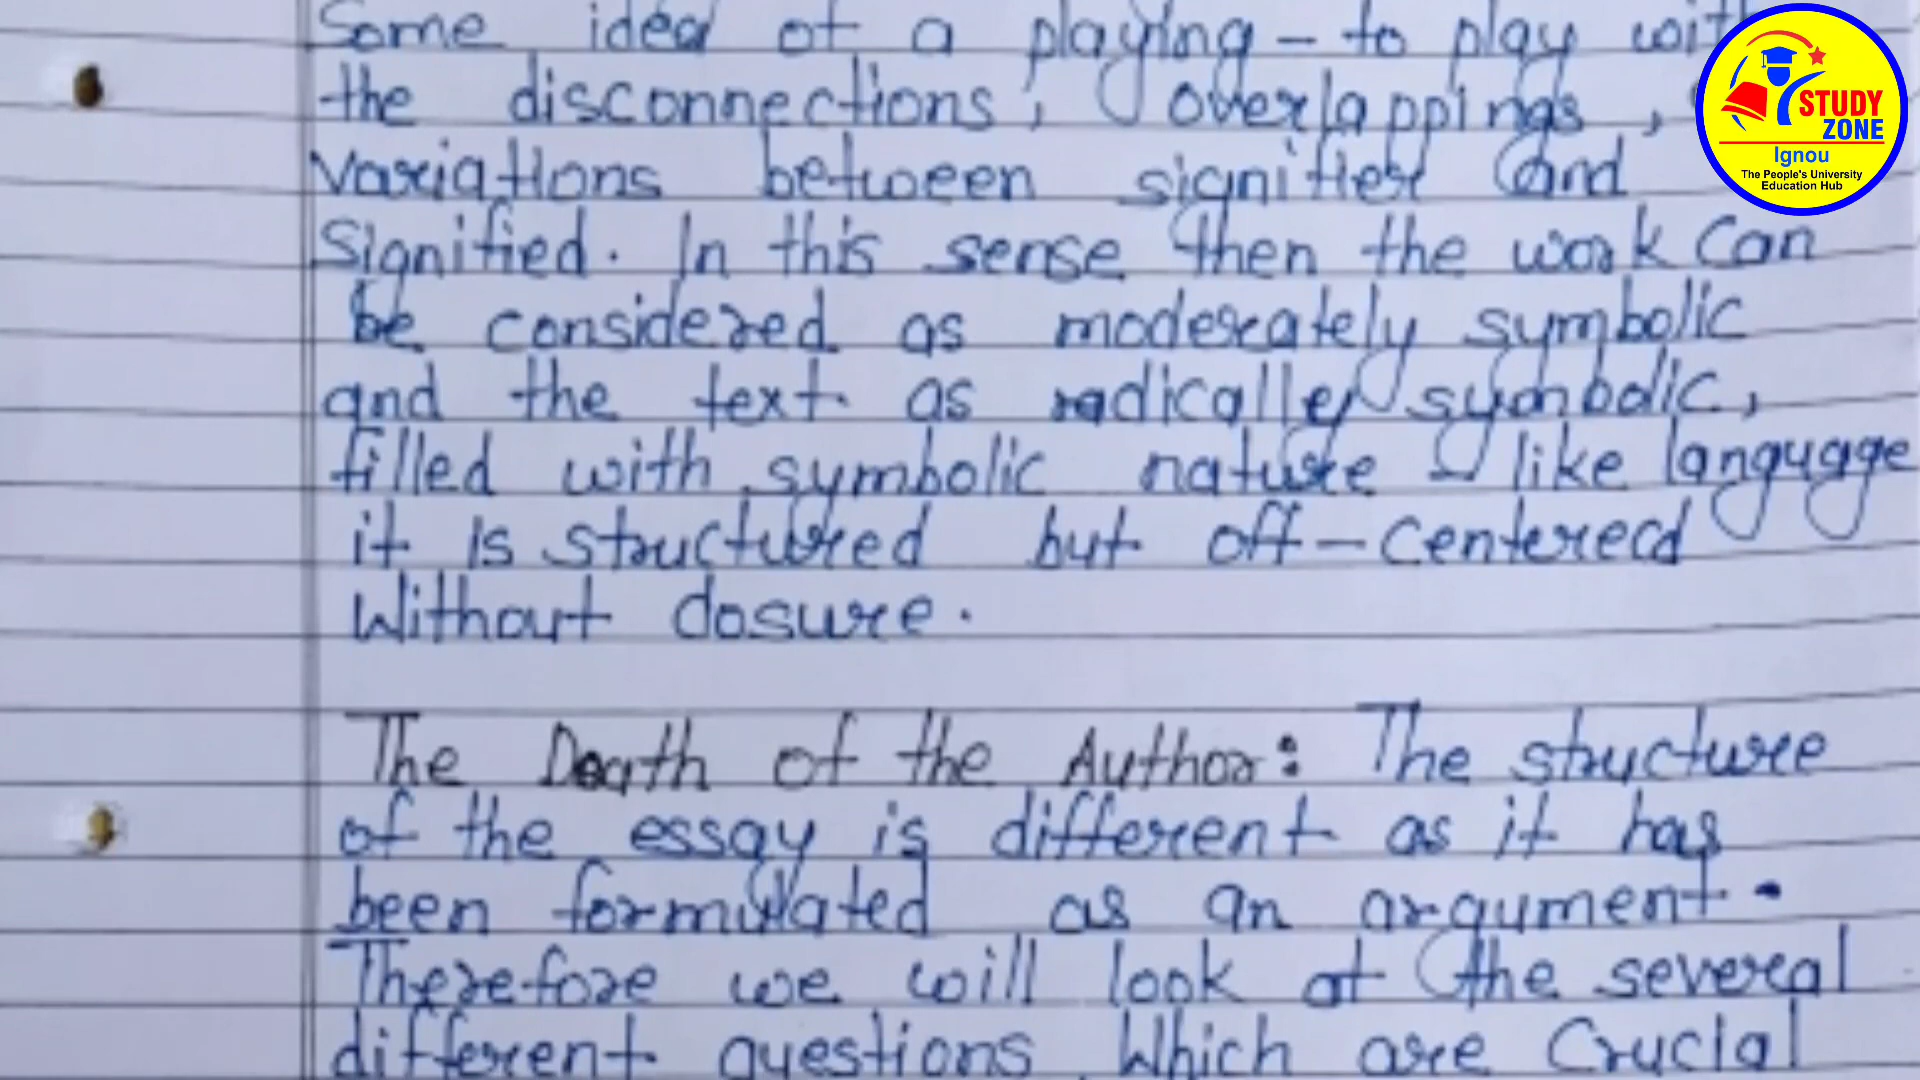 Some idea of a playing - to play with
the disconnections, overlappings,
variations between signifier and
Signified. In this sense then the work can
be considered as moderately symbolic
and the text as radically symbolic,
filled with symbolic nature - like language
it is structured but off-centered
Without closure.
The Death of the Author: The structure
of the essay is different as it has
been formulated as an argument.
Therefore we will look at the several
different questions Which are Crucial
STUDY
ZONE
Ignou
The People's University
Education Hub